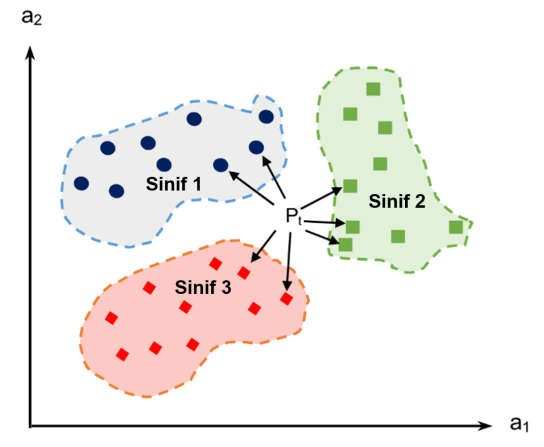 a₂
Sinif 1
Sinif 2
Pₜ
Sinif 3
a₁